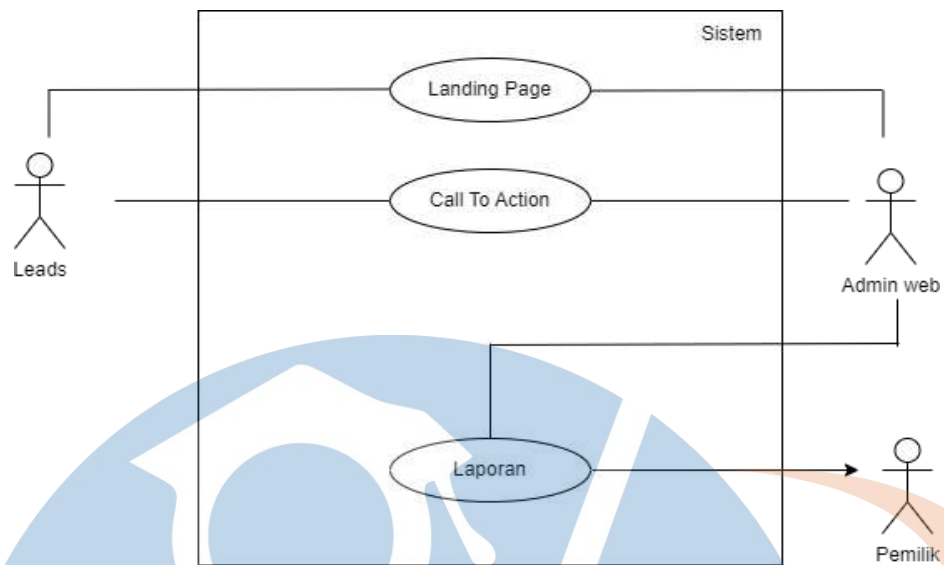 Sistem
Landing Page
Call To Action
Leads
Admin web
Laporan
Pemilik